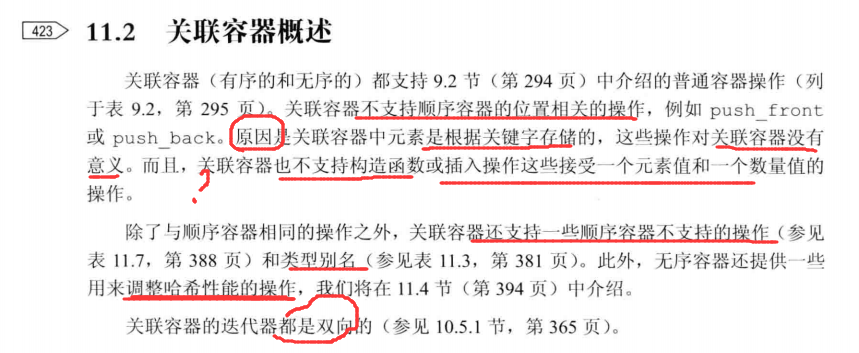 423 11.2 关联容器概述
关联容器（有序的和无序的）都支持 9.2 节（第 294 页）中介绍的普通容器操作（列
于表 9.2，第 295 页）。关联容器不支持顺序容器的位置相关的操作，例如 push_front
或 push_back。原因是关联容器中元素是根据关键字存储的，这些操作对关联容器没有
意义。而且，关联容器也不支持构造函数或插入操作这些接受一个元素值和一个数量值的
操作。
除了与顺序容器相同的操作之外，关联容器还支持一些顺序容器不支持的操作（参见
表 11.7，第 388 页）和类型别名（参见表 11.3，第 381 页）。此外，无序容器还提供一些
用来调整哈希性能的操作，我们将在 11.4 节（第 394 页）中介绍。
关联容器的迭代器都是双向的（参见 10.5.1 节，第 365 页）。